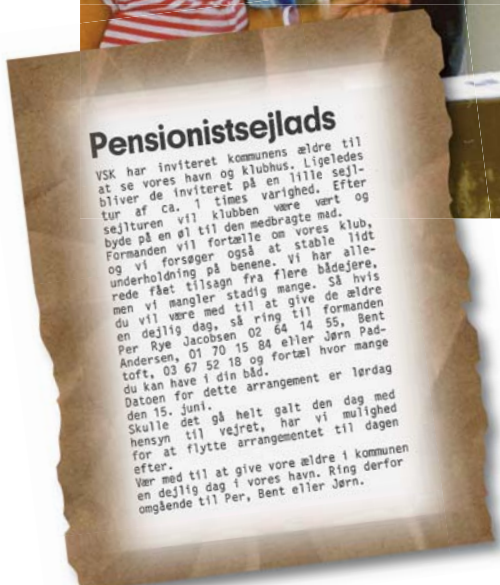 Pensionistsejlads
VSK har inviteret kommunens ældre til
at se vores havn og klubhus. Ligeledes
bliver de inviteret på en lille sejl-
tur af ca. 1 times varighed. Efter
sejlturen vil klubben være vært og
byde på en øl til den medbragte mad.
Formanden vil fortælle om vores klub,
og vi forsøger også at stable lidt
underholdning på benene. Vi har alle-
rede fået tilsagn fra flere bådejere,
men vi mangler stadig mange. Så hvis
du vil være med til at give de ældre
en dejlig dag, så ring til formanden
Per Rye Jacobsen 02 64 14 55, Bent
Andersen, 01 70 15 84 eller Jørn Pad-
toft, 03 67 52 18 og fortæl hvor mange
du kan have i din båd.
Datoen for dette arrangement er lørdag
den 15. juni.
Skulle det gå helt galt den dag med
hensyn til vejret, har vi mulighed
for at flytte arrangementet til dagen
efter.
Vær med til at give vore ældre i kommunen
en dejlig dag i vores havn. Ring derfor
omgående til Per, Bent eller Jørn.